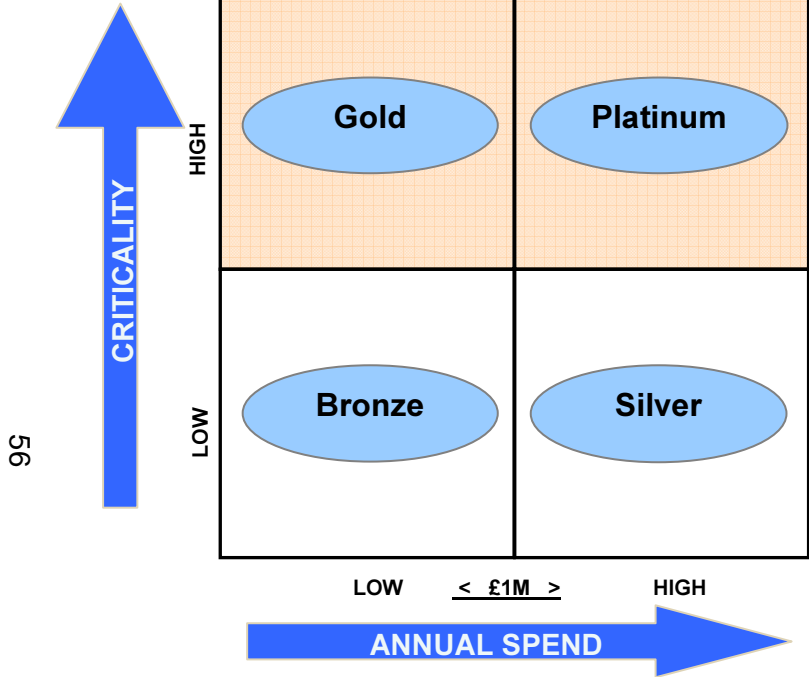 Gold
Platinum
HIGH
CRITICALITY
Bronze
Silver
LOW
56
LOW < £1M > HIGH
ANNUAL SPEND